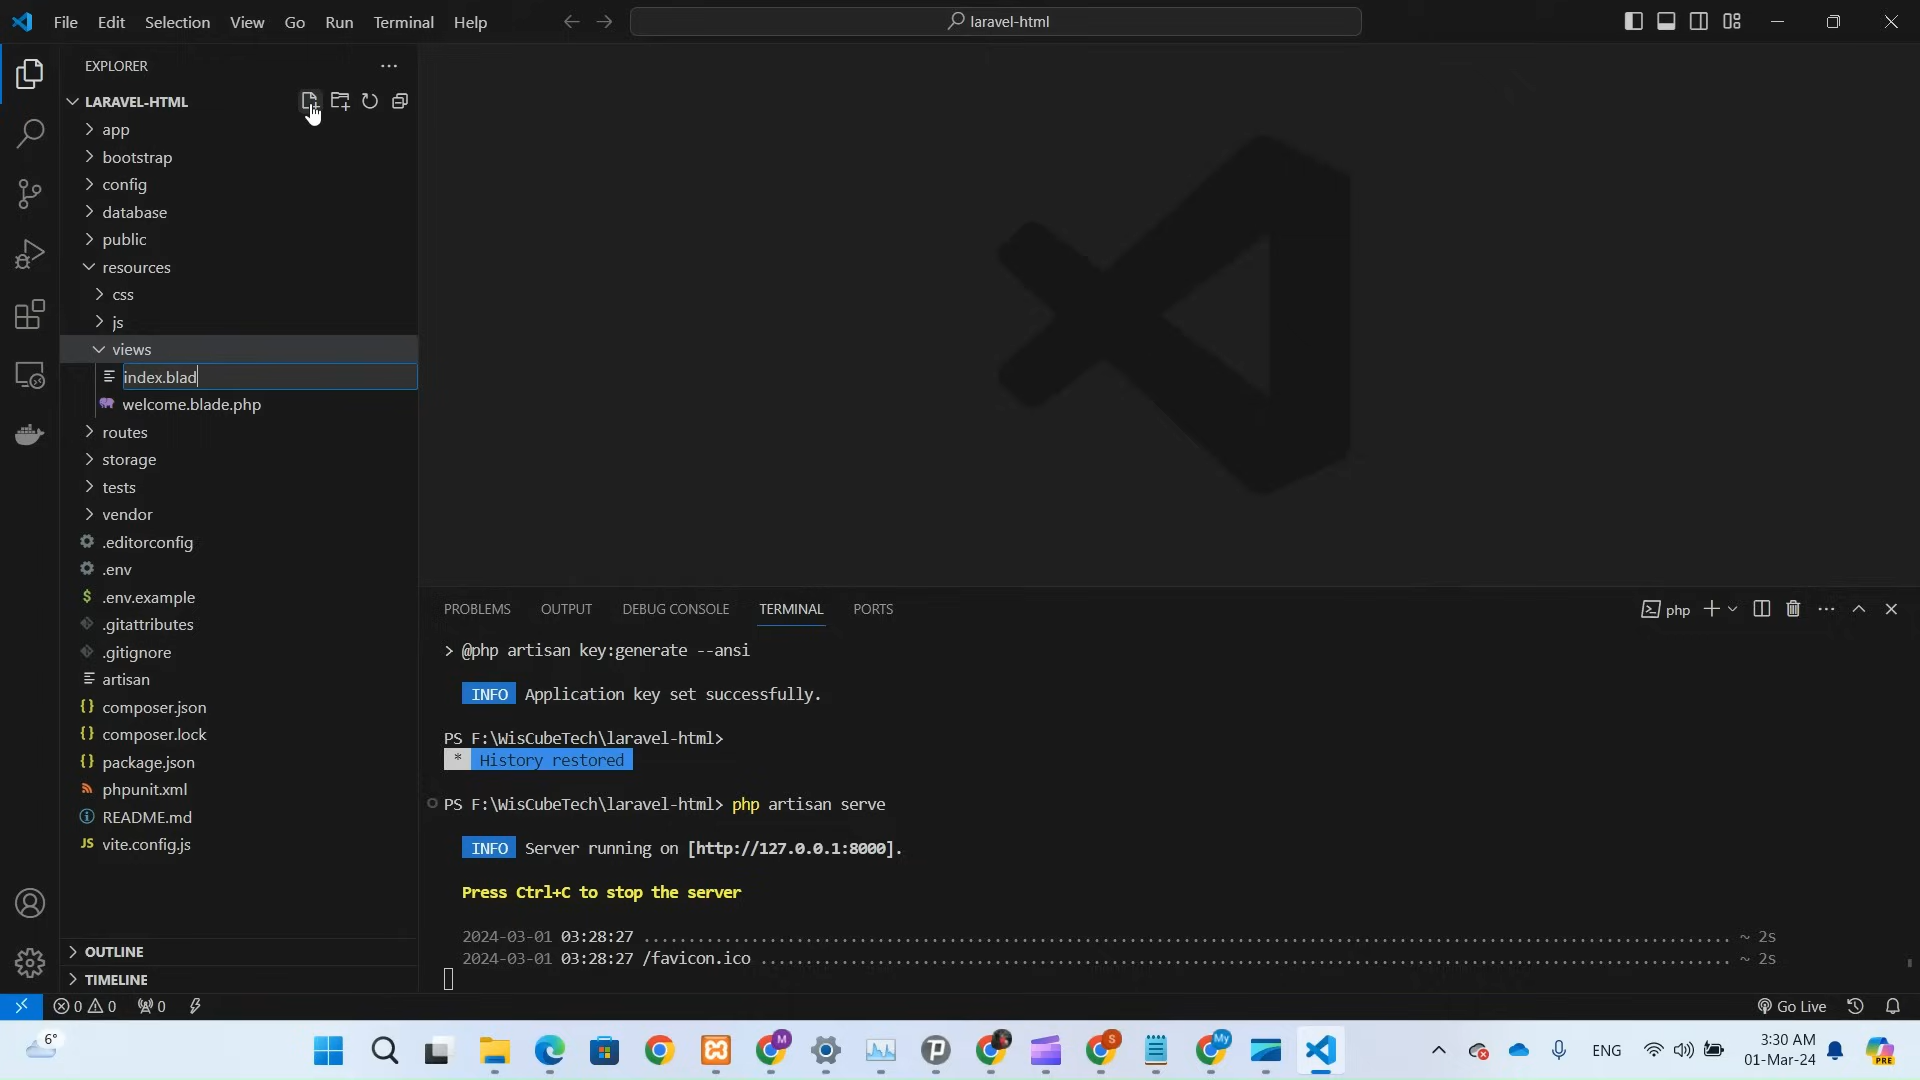 File Edit Selection View Go Run Terminal Help
laravel-html
EXPLORER
LARAVEL-HTML
app
bootstrap
config
database
public
resources
css
js
views
index.blad
welcome.blade.php
routes
storage
tests
vendor
.editorconfig
.env
$ .env.example
.gitattributes
.gitignore
artisan
{} composer.json
{} composer.lock
{} package.json
phpunit.xml
README.md
JS vite.config.js
OUTLINE
TIMELINE
PROBLEMS OUTPUT DEBUG CONSOLE TERMINAL PORTS
php
> @php artisan key:generate --ansi
INFO Application key set successfully.
PS F:\WisCubeTech\laravel-html>
* History restored
PS F:\WisCubeTech\laravel-html> php artisan serve
INFO Server running on [http://127.0.0.1:8000].
Press Ctrl+C to stop the server
2024-03-01 03:28:27 ........................................................................................................................ ~ 2s
2024-03-01 03:28:27 /favicon.ico ........................................................................................................... ~ 2s
0 0 0
Go Live
6°
M
S
My
ENG
3:30 AM
01-Mar-24
PRE